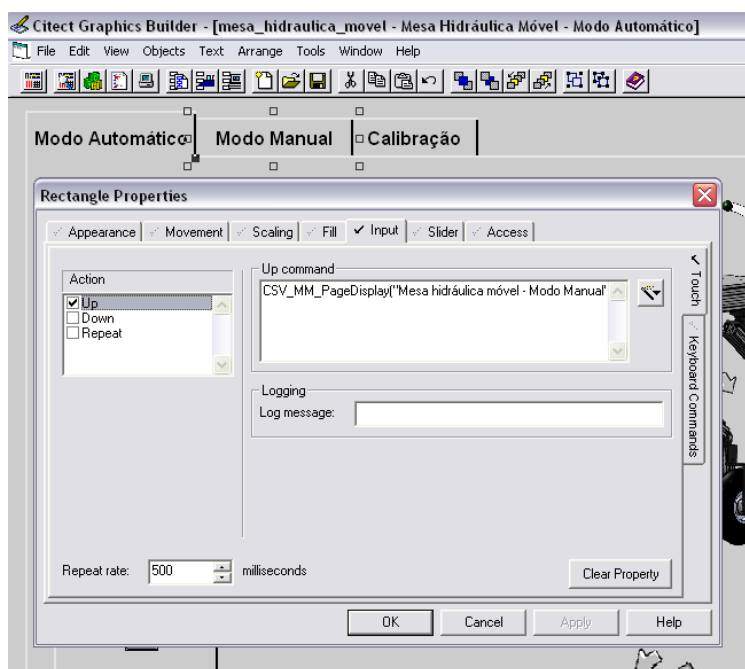 Citect Graphics Builder - [mesa_hidraulica_movel - Mesa Hidráulica Móvel - Modo Automático]
File Edit View Objects Text Arrange Tools Window Help
Modo Automático Modo Manual Calibração
Rectangle Properties
Appearance Movement Scaling Fill Input Slider Access
Touch
Keyboard Commands
Action
Up
Down
Repeat
Up command
CSV_MM_PageDisplay("Mesa hidráulica móvel - Modo Manual"
Logging
Log message:
Repeat rate: 500 milliseconds
Clear Property
OK Cancel Apply Help